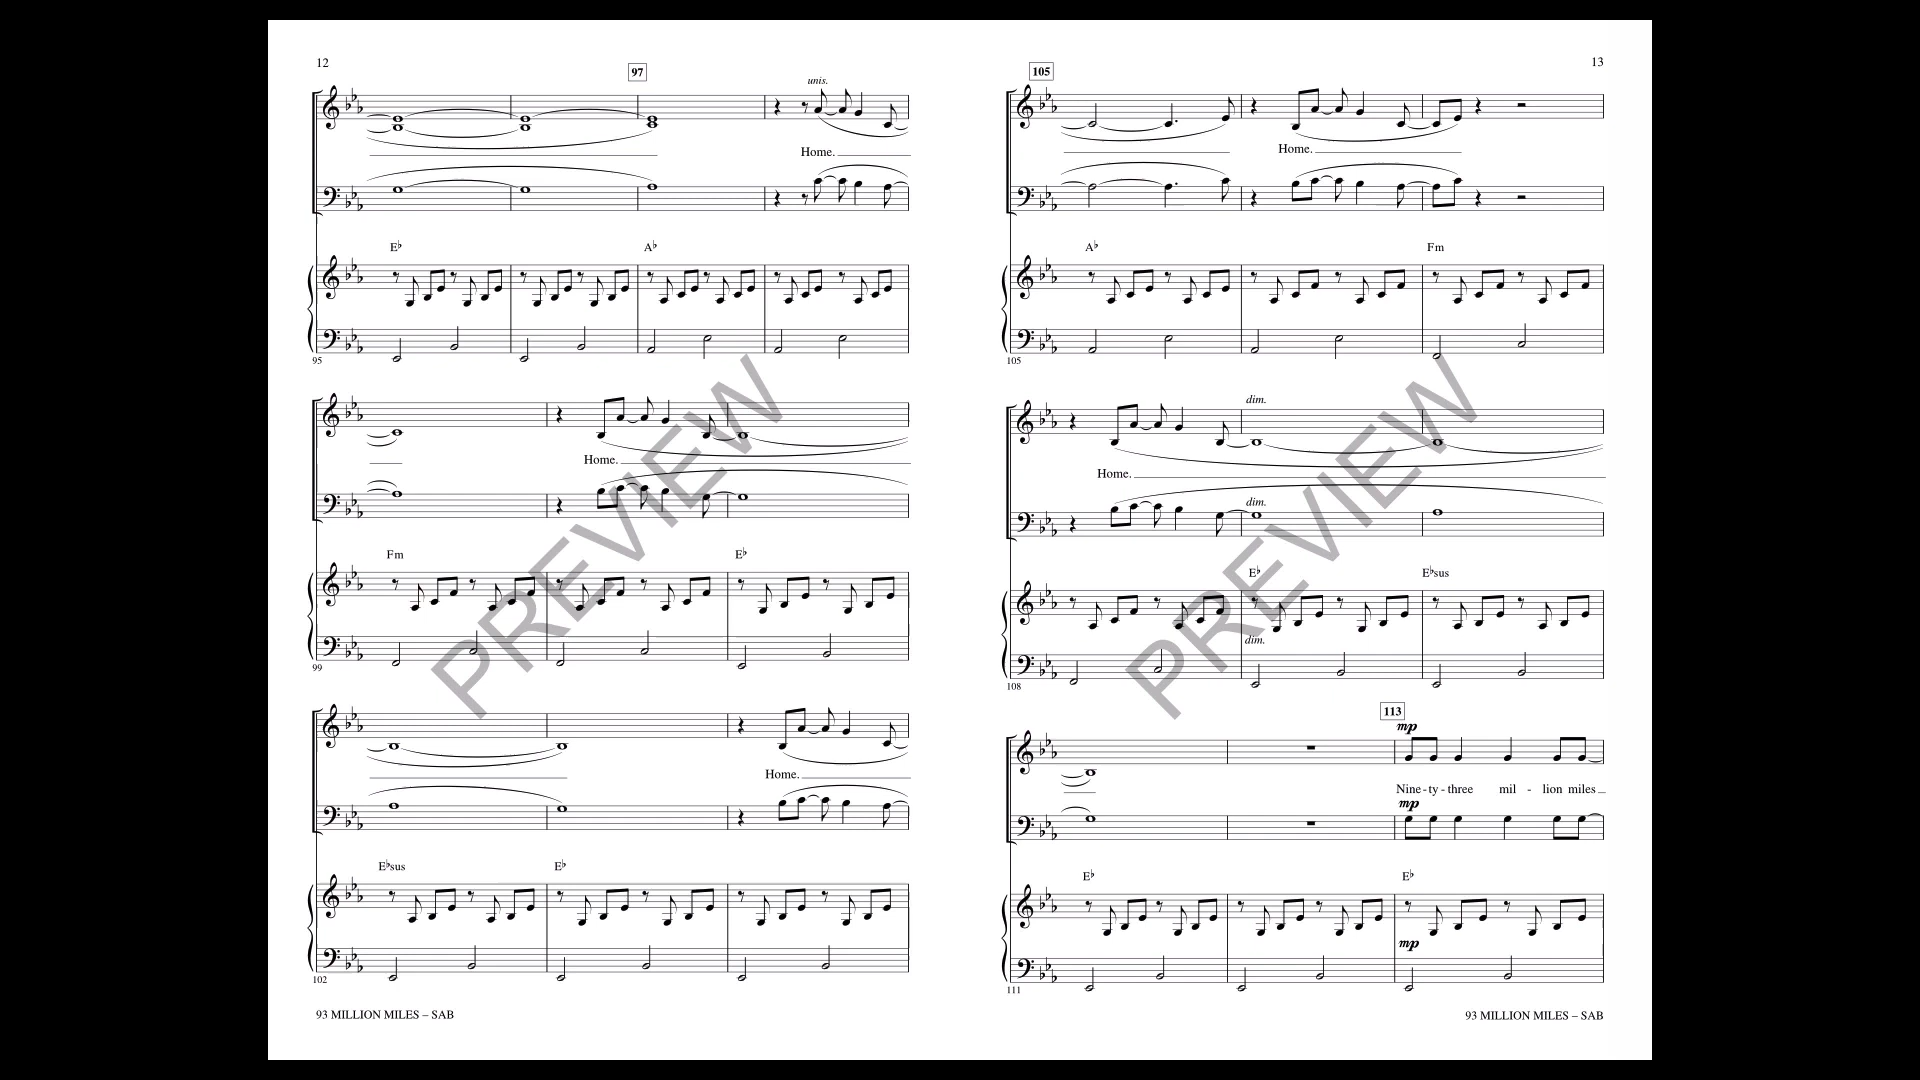 12
97
unis.
Home.
E♭
A♭
95
Home.
Fm
E♭
99
Home.
E♭sus
E♭
102
93 MILLION MILES – SAB
13
105
Home.
A♭
Fm
105
dim.
Home.
dim.
E♭
E♭sus
dim.
108
113
mp
Nine - ty - three mil - lion miles
mp
E♭
E♭
mp
111
93 MILLION MILES – SAB
PREVIEW
PREVIEW